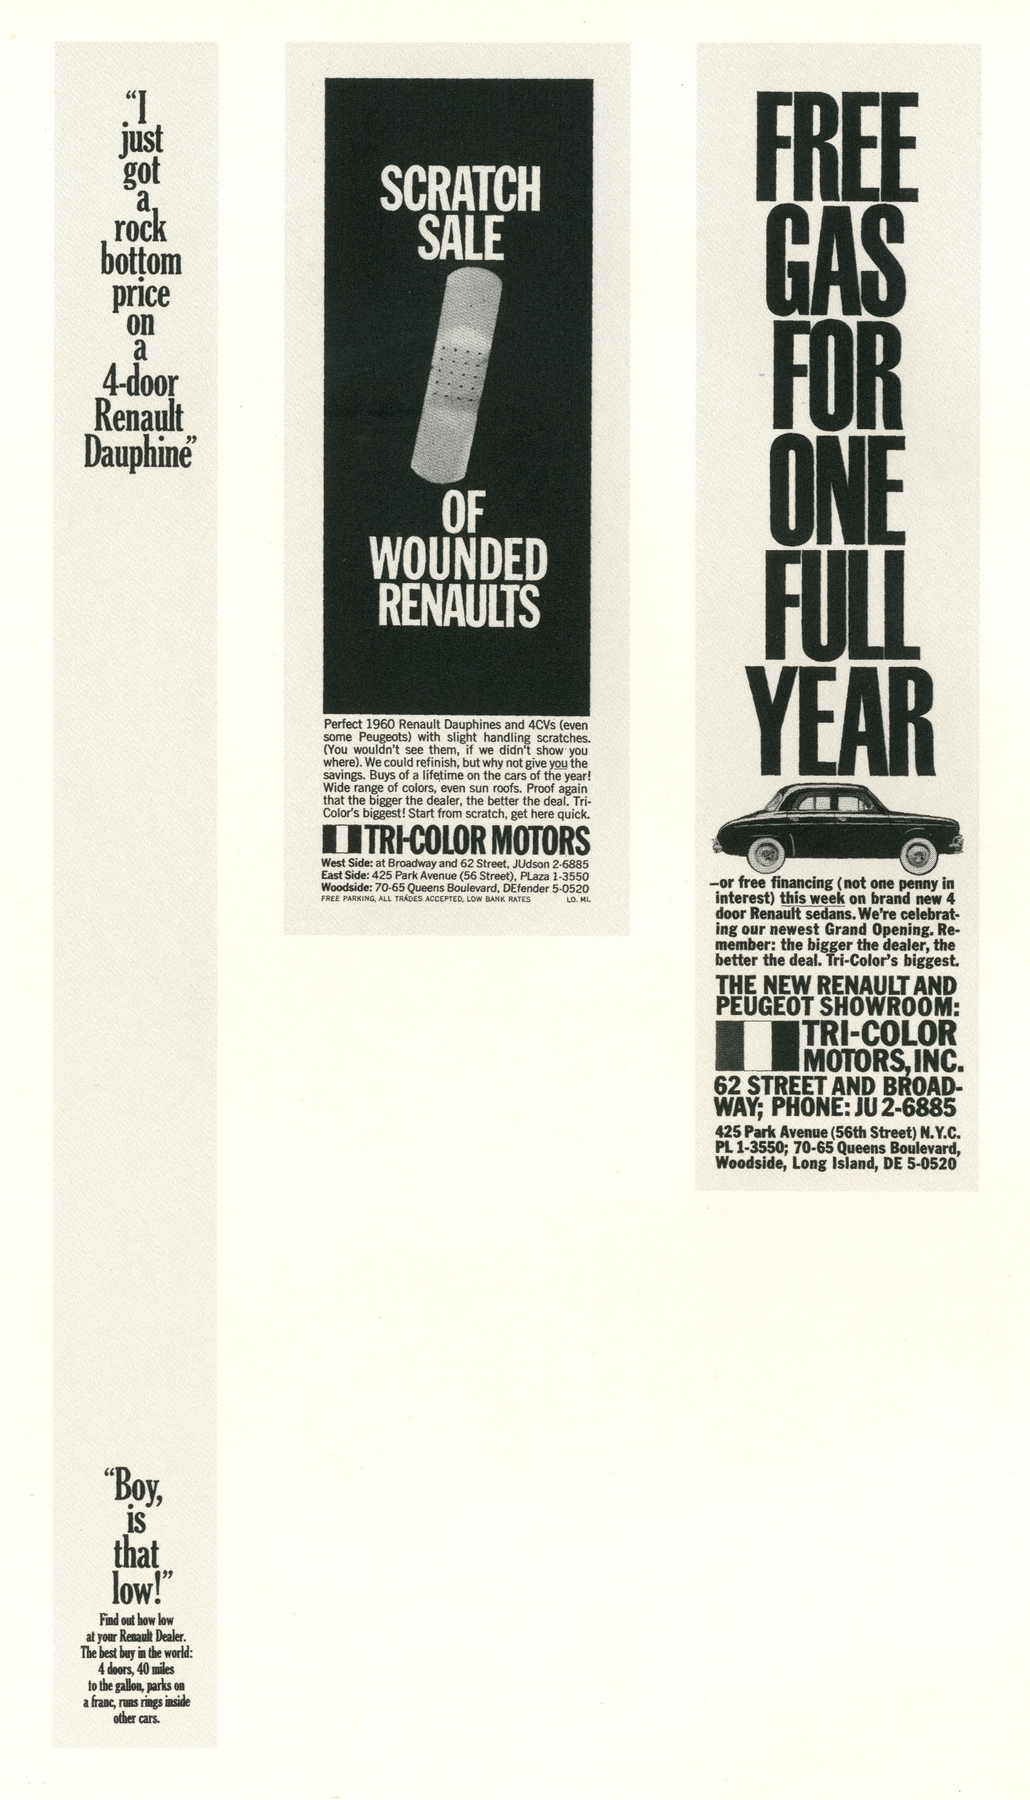 “I
just
got
a
rock
bottom
price
on
a
4-door
Renault
Dauphine”
“Boy,
is
that
low!”
Find out how low
at your Renault Dealer.
The best buy in the world:
4 doors, 40 miles
to the gallon, parks on
a franc, runs rings inside
other cars.
SCRATCH
SALE
OF
WOUNDED
RENAULTS
Perfect 1960 Renault Dauphines and 4CVs (even
some Peugeots) with slight handling scratches.
(You wouldn't see them, if we didn't show you
where). We could refinish, but why not give you the
savings. Buys of a lifetime on the cars of the year!
Wide range of colors, even sun roofs. Proof again
that the bigger the dealer, the better the deal. Tri-
Color's biggest! Start from scratch, get here quick.
TRI-COLOR MOTORS
West Side: at Broadway and 62 Street, JUdson 2-6885
East Side: 425 Park Avenue (56 Street), PLaza 1-3550
Woodside: 70-65 Queens Boulevard, DEfender 5-0520
FREE PARKING, ALL TRADES ACCEPTED, LOW BANK RATES LO. MI.
FREE
GAS
FOR
ONE
FULL
YEAR
—or free financing (not one penny in
interest) this week on brand new 4
door Renault sedans. We're celebrat-
ing our newest Grand Opening. Re-
member: the bigger the dealer, the
better the deal. Tri-Color's biggest.
THE NEW RENAULT AND
PEUGEOT SHOWROOM:
TRI-COLOR
MOTORS, INC.
62 STREET AND BROAD-
WAY; PHONE: JU 2-6885
425 Park Avenue (56th Street) N.Y.C.
PL 1-3550; 70-65 Queens Boulevard,
Woodside, Long Island, DE 5-0520